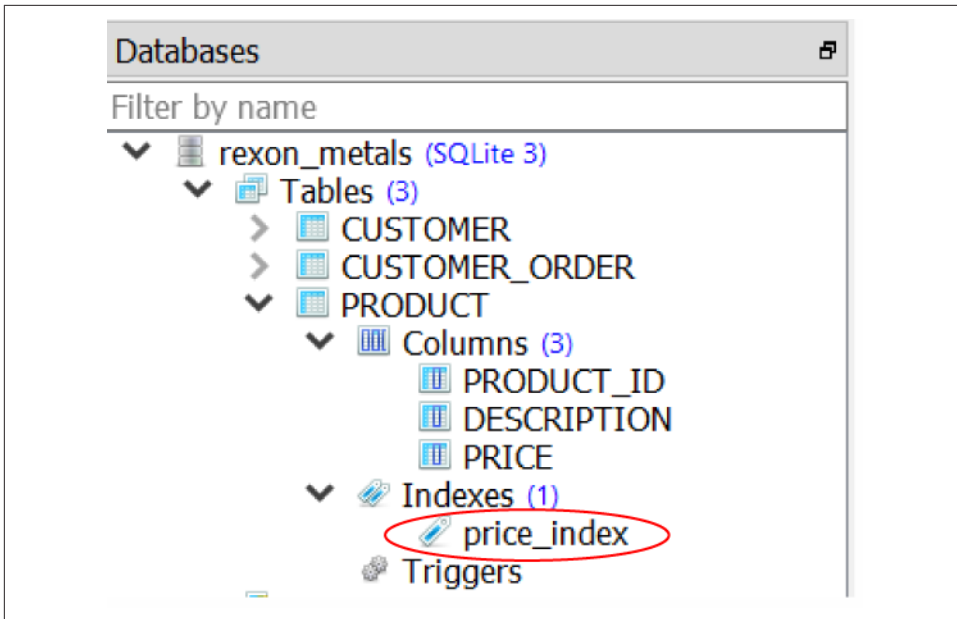 Databases
Filter by name
rexon_metals (SQLite 3)
Tables (3)
CUSTOMER
CUSTOMER_ORDER
PRODUCT
Columns (3)
PRODUCT_ID
DESCRIPTION
PRICE
Indexes (1)
price_index
Triggers